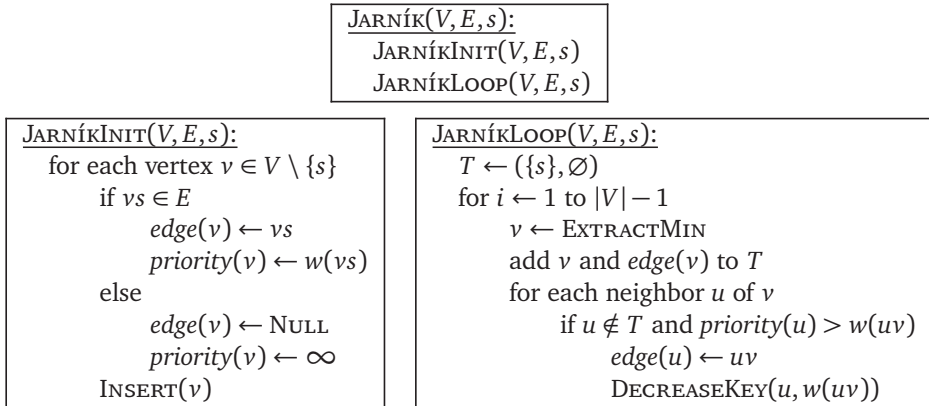 JARNÍK(V, E, s):
JARNÍKINIT(V, E, s)
JARNÍKLOOP(V, E, s)
JARNÍKINIT(V, E, s):
for each vertex v ∈ V \ {s}
if vs ∈ E
edge(v) ← vs
priority(v) ← w(vs)
else
edge(v) ← NULL
priority(v) ← ∞
INSERT(v)
JARNÍKLOOP(V, E, s):
T ← ({s}, ∅)
for i ← 1 to |V| − 1
v ← EXTRACTMIN
add v and edge(v) to T
for each neighbor u of v
if u ∉ T and priority(u) > w(uv)
edge(u) ← uv
DECREASEKEY(u, w(uv))